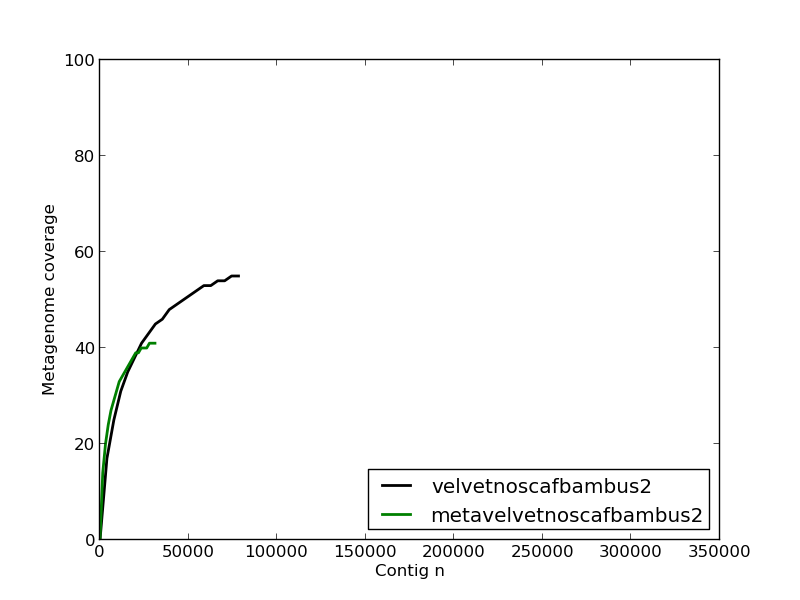 100
80
60
40
20
0
Metagenome coverage
0 50000 100000 150000 200000 250000 300000 350000
Contig n
velvetnoscafbambus2
metavelvetnoscafbambus2